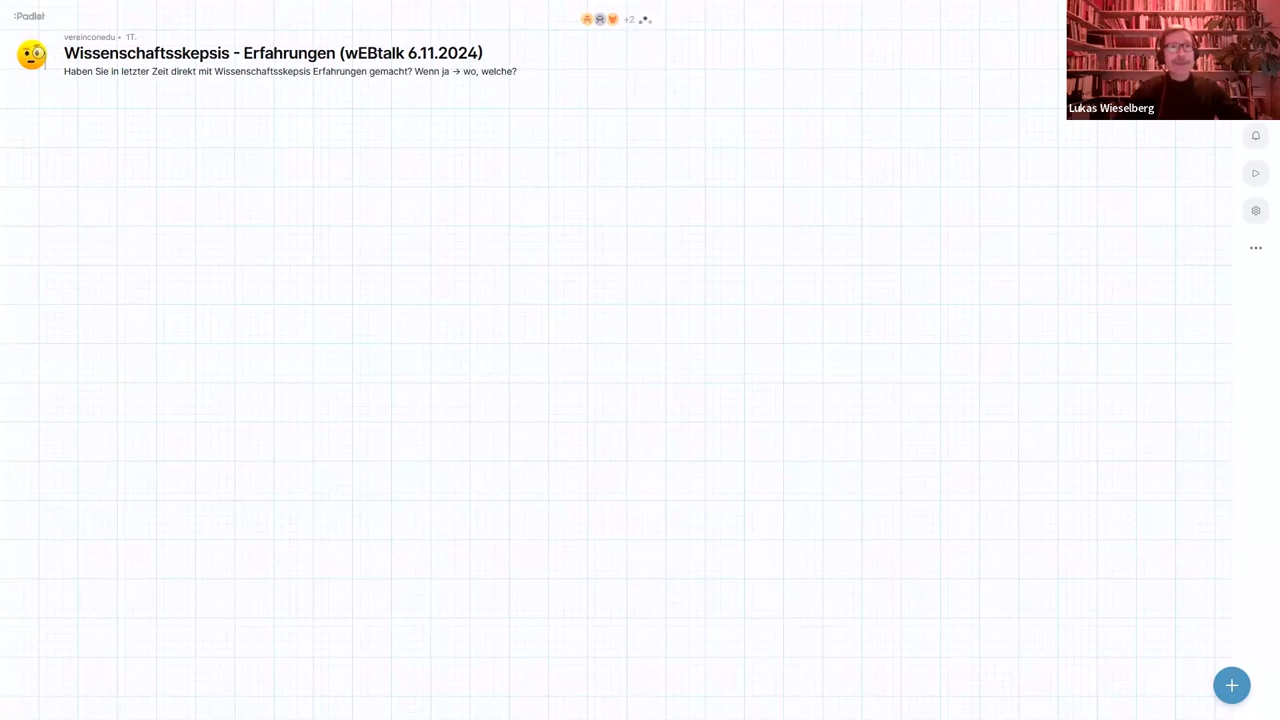 :Padlet
+2
vereinconedu • 1T.
Wissenschaftsskepsis - Erfahrungen (wEBtalk 6.11.2024)
Haben Sie in letzter Zeit direkt mit Wissenschaftsskepsis Erfahrungen gemacht? Wenn ja → wo, welche?
Lukas Wieselberg